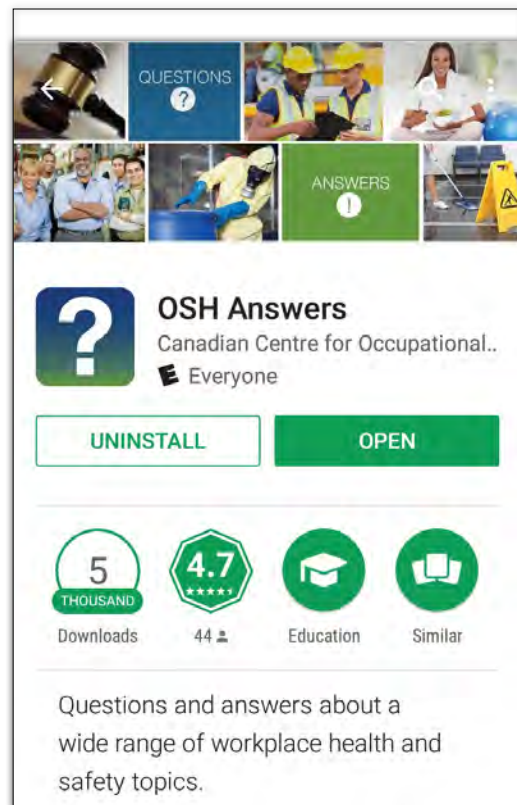 QUESTIONS
?
ANSWERS
!
?
OSH Answers
Canadian Centre for Occupational..
E Everyone
UNINSTALL
OPEN
5
THOUSAND
Downloads
4.7
44
Education
Similar
Questions and answers about a
wide range of workplace health and
safety topics.